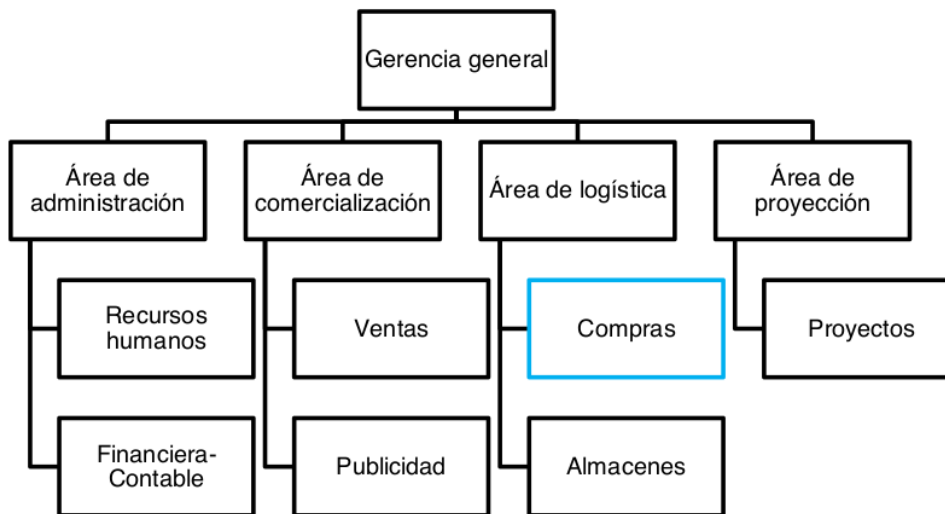 Gerencia general
Área de
administración
Área de
comercialización
Área de logística
Área de
proyección
Recursos
humanos
Ventas
Compras
Proyectos
Financiera-
Contable
Publicidad
Almacenes